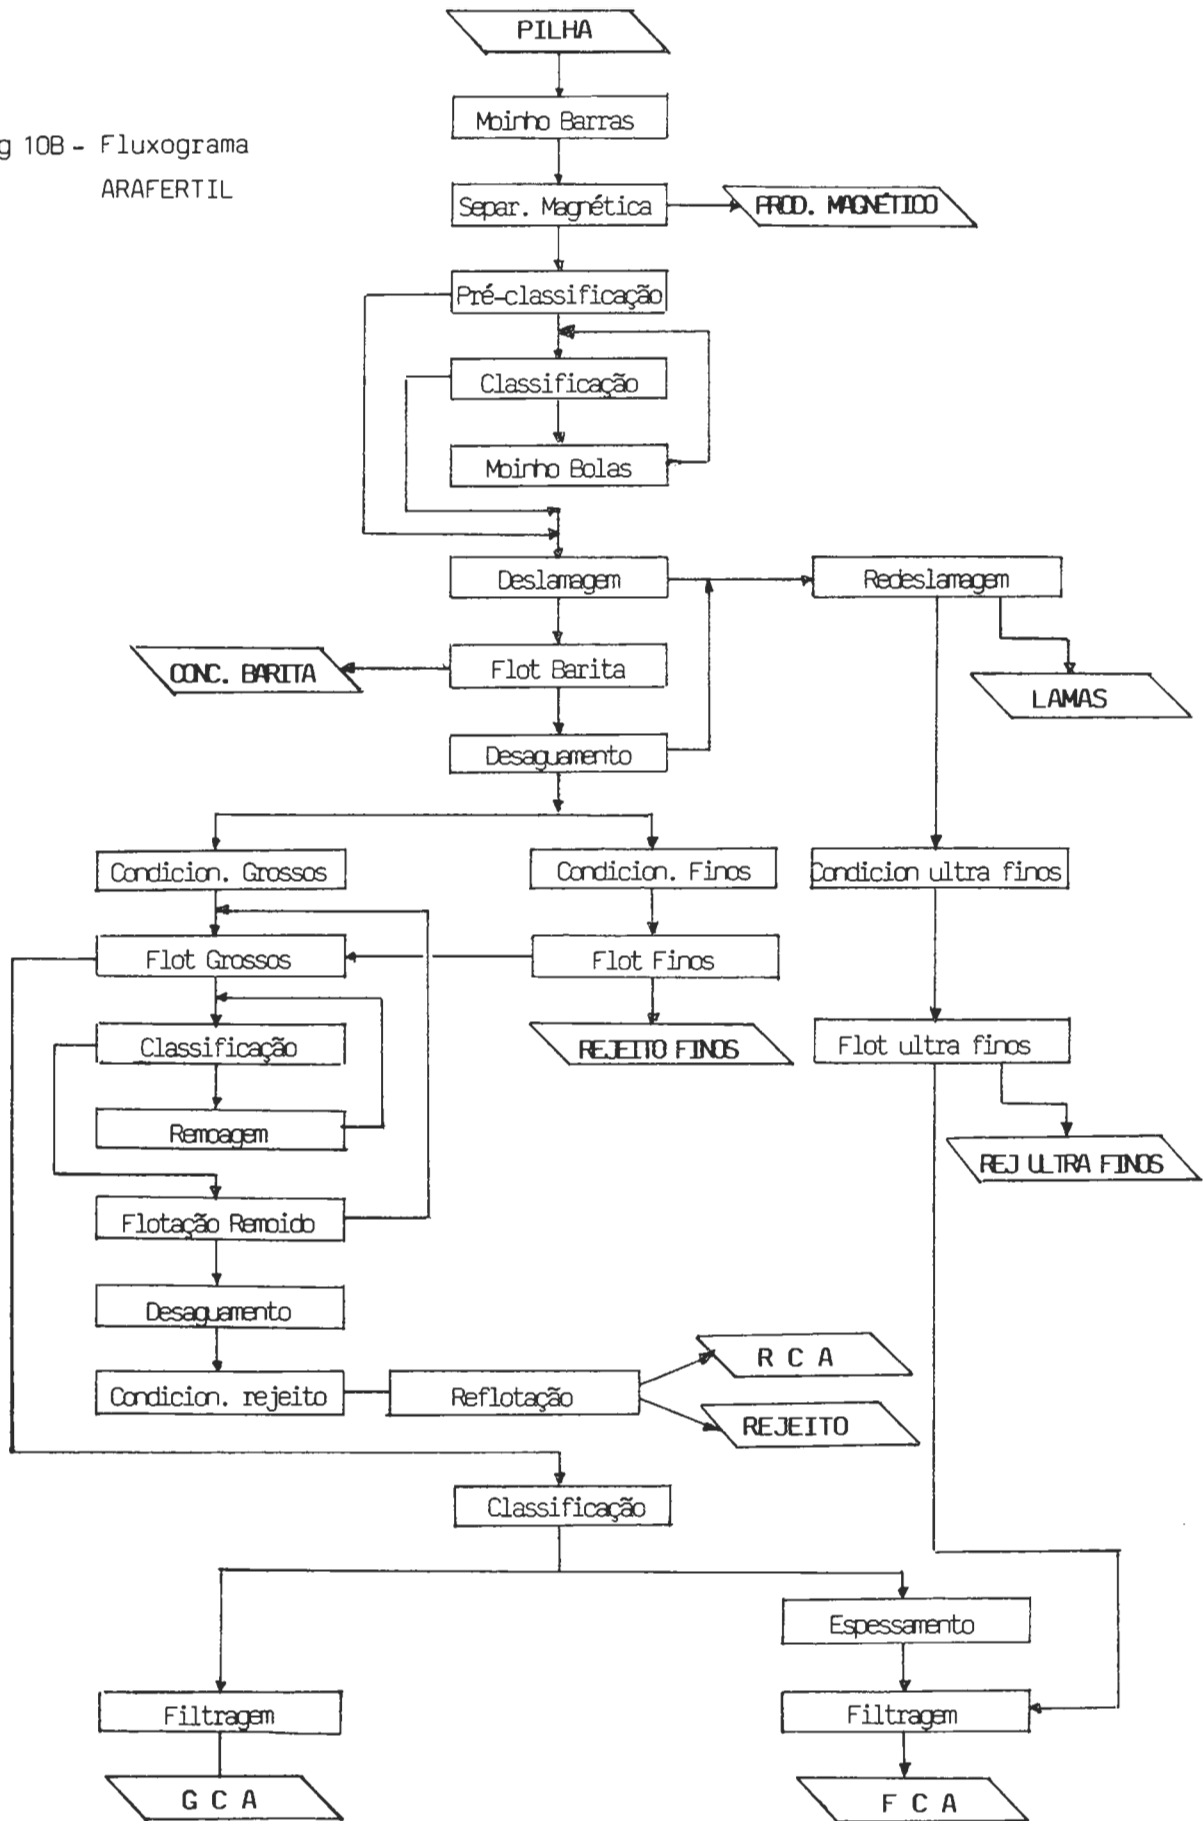 PILHA
Moinho Barras
g 10B - Fluxograma
ARAFERTIL
Separ. Magnética
PROD. MAGNÉTICO
Pré-classificação
Classificação
Moinho Bolas
Deslamagem
Redeslamagem
CONC. BARITA
Flot Barita
LAMAS
Desaguamento
Condicion. Grossos
Condicion. Finos
Condicion ultra finos
Flot Grossos
Flot Finos
Classificação
REJEITO FINOS
Flot ultra finos
Remoagem
REJ ULTRA FINOS
Flotação Remoido
Desaguamento
R C A
Condicion. rejeito
Reflotação
REJEITO
Classificação
Espessamento
Filtragem
Filtragem
G C A
F C A